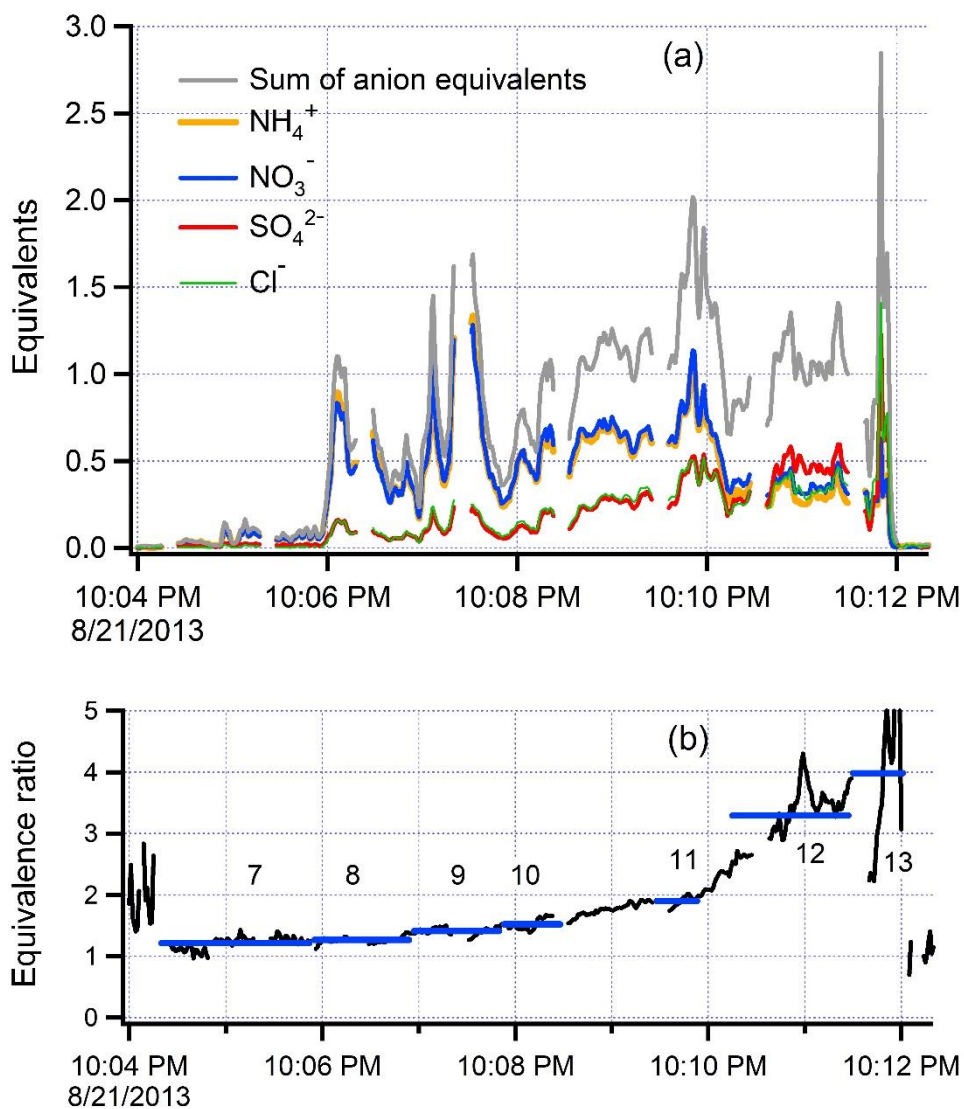 (a)
Equivalents
3.0
2.5
2.0
1.5
1.0
0.5
0.0
Sum of anion equivalents
NH₄⁺
NO₃⁻
SO₄²⁻
Cl⁻
10:04 PM 10:06 PM 10:08 PM 10:10 PM 10:12 PM
8/21/2013
(b)
Equivalence ratio
5
4
3
2
1
0
7 8 9 10 11 12 13
10:04 PM 10:06 PM 10:08 PM 10:10 PM 10:12 PM
8/21/2013